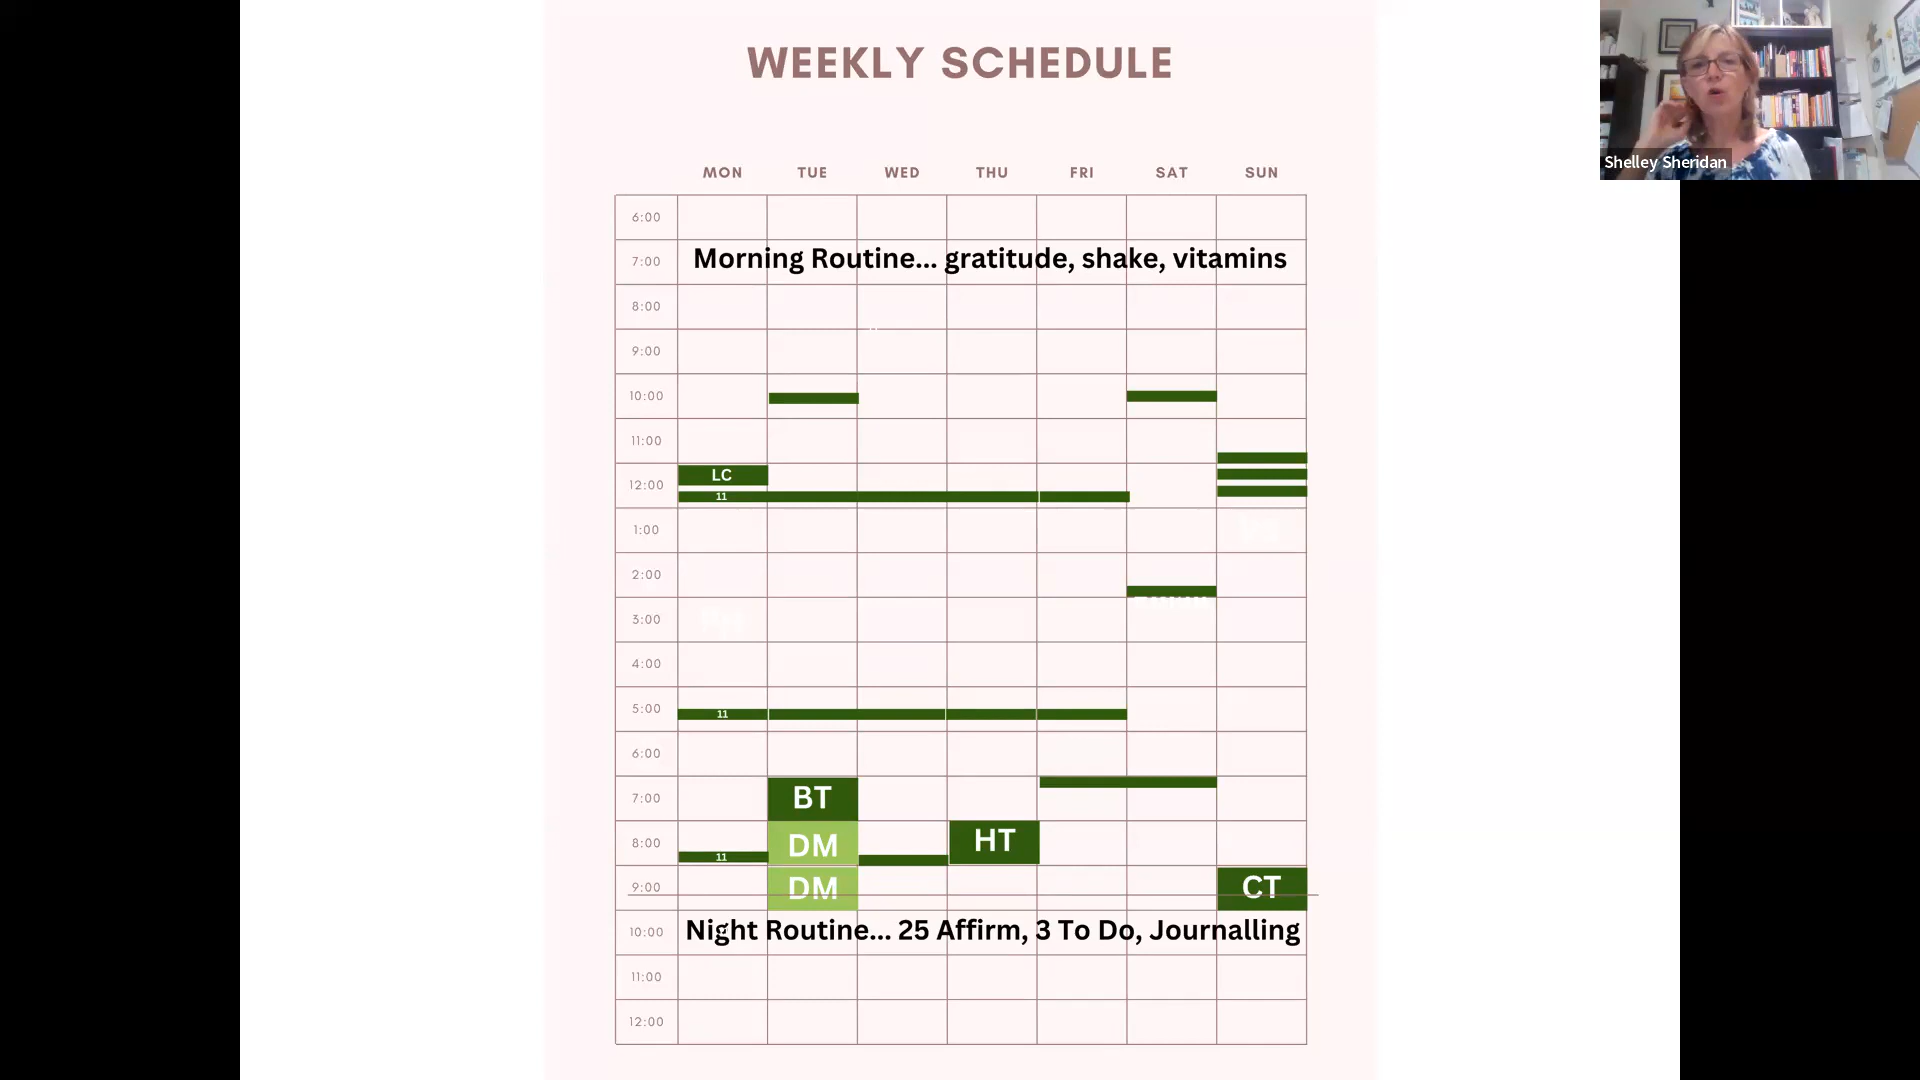 WEEKLY SCHEDULE
Shelley Sheridan
MON TUE WED THU FRI SAT SUN
6:00
7:00 Morning Routine... gratitude, shake, vitamins
8:00
9:00
10:00
11:00
LC
12:00
11
1:00
2:00
3:00
4:00
5:00 11
6:00
7:00 BT
8:00 DM HT
11
9:00 DM CT
10:00 Night Routine... 25 Affirm, 3 To Do, Journalling
11:00
12:00